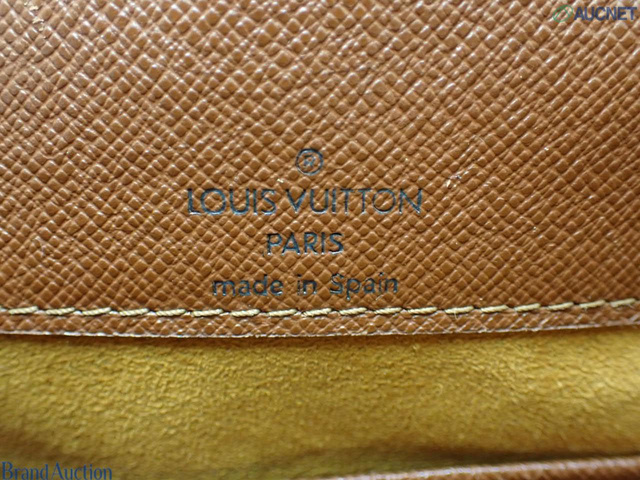 AUCNET
®
LOUIS VUITTON
PARIS
made in Spain
Brand Auction